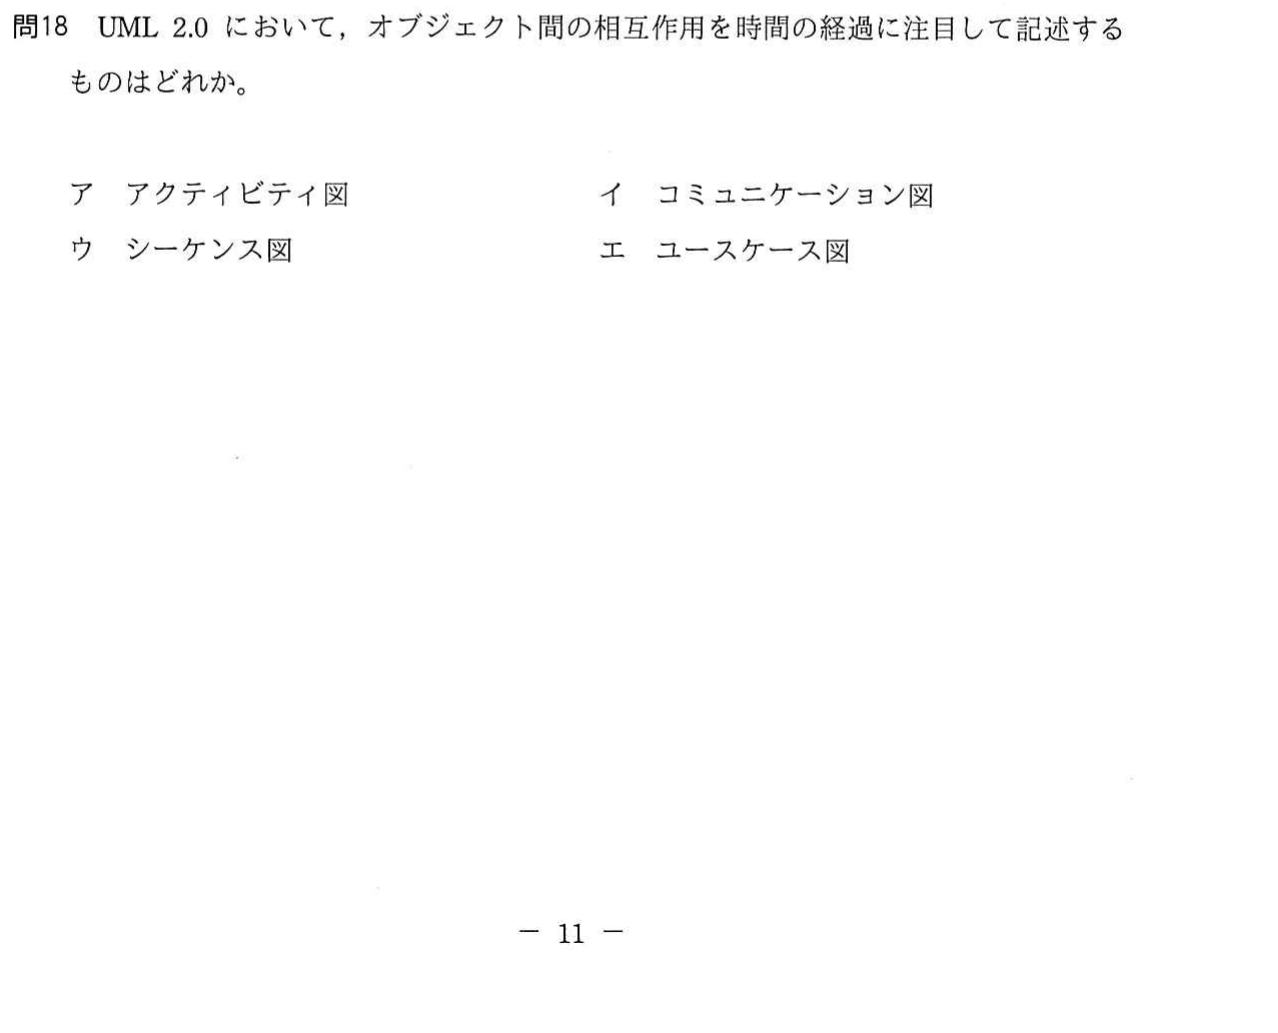 問18 UML 2.0 において，オブジェクト間の相互作用を時間の経過に注目して記述する
ものはどれか。
ア アクティビティ図 イ コミュニケーション図
ウ シーケンス図 エ ユースケース図
－ 11 －